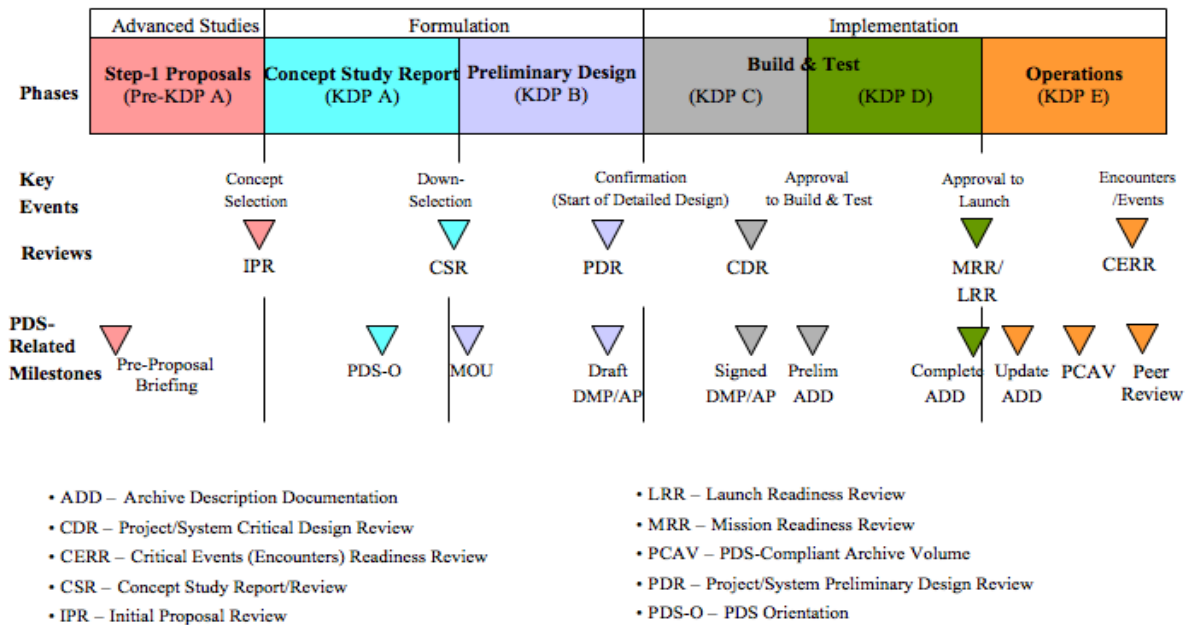 Advanced Studies Formulation Implementation
Phases
Step-1 Proposals
(Pre-KDP A)
Concept Study Report
(KDP A)
Preliminary Design
(KDP B)
Build & Test
(KDP C) (KDP D)
Operations
(KDP E)
Key
Events
Concept
Selection
Down-
Selection
Confirmation
(Start of Detailed Design)
Approval
to Build & Test
Approval to
Launch
Encounters
/Events
Reviews
IPR
CSR
PDR
CDR
MRR/
LRR
CERR
PDS-
Related
Milestones
Pre-Proposal
Briefing
PDS-O
MOU
Draft
DMP/AP
Signed
DMP/AP
Prelim
ADD
Complete
ADD
Update
ADD
PCAV
Peer
Review
• ADD – Archive Description Documentation
• CDR – Project/System Critical Design Review
• CERR – Critical Events (Encounters) Readiness Review
• CSR – Concept Study Report/Review
• IPR – Initial Proposal Review
• LRR – Launch Readiness Review
• MRR – Mission Readiness Review
• PCAV – PDS-Compliant Archive Volume
• PDR – Project/System Preliminary Design Review
• PDS-O – PDS Orientation